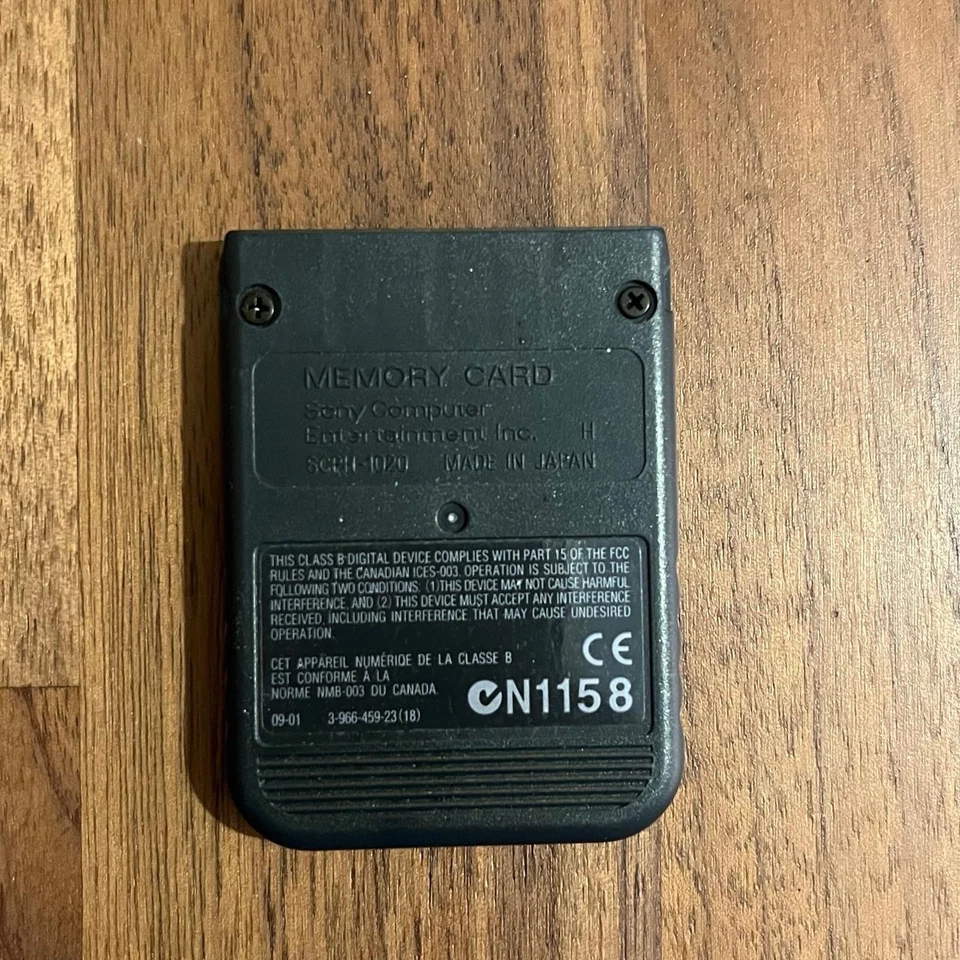 MEMORY CARD
Sony Computer
Entertainment Inc. H
SCPH-1020 MADE IN JAPAN
THIS CLASS B DIGITAL DEVICE COMPLIES WITH PART 15 OF THE FCC
RULES AND THE CANADIAN ICES-003. OPERATION IS SUBJECT TO THE
FOLLOWING TWO CONDITIONS. (1)THIS DEVICE MAY NOT CAUSE HARMFUL
INTERFERENCE, AND (2) THIS DEVICE MUST ACCEPT ANY INTERFERENCE
RECEIVED, INCLUDING INTERFERENCE THAT MAY CAUSE UNDESIRED
OPERATION.
CET APPAREIL NUMÉRIQE DE LA CLASSE B
EST CONFORME À LA
NORME NMB-003 DU CANADA.
CE
N1158
09-01 3-966-459-23(18)